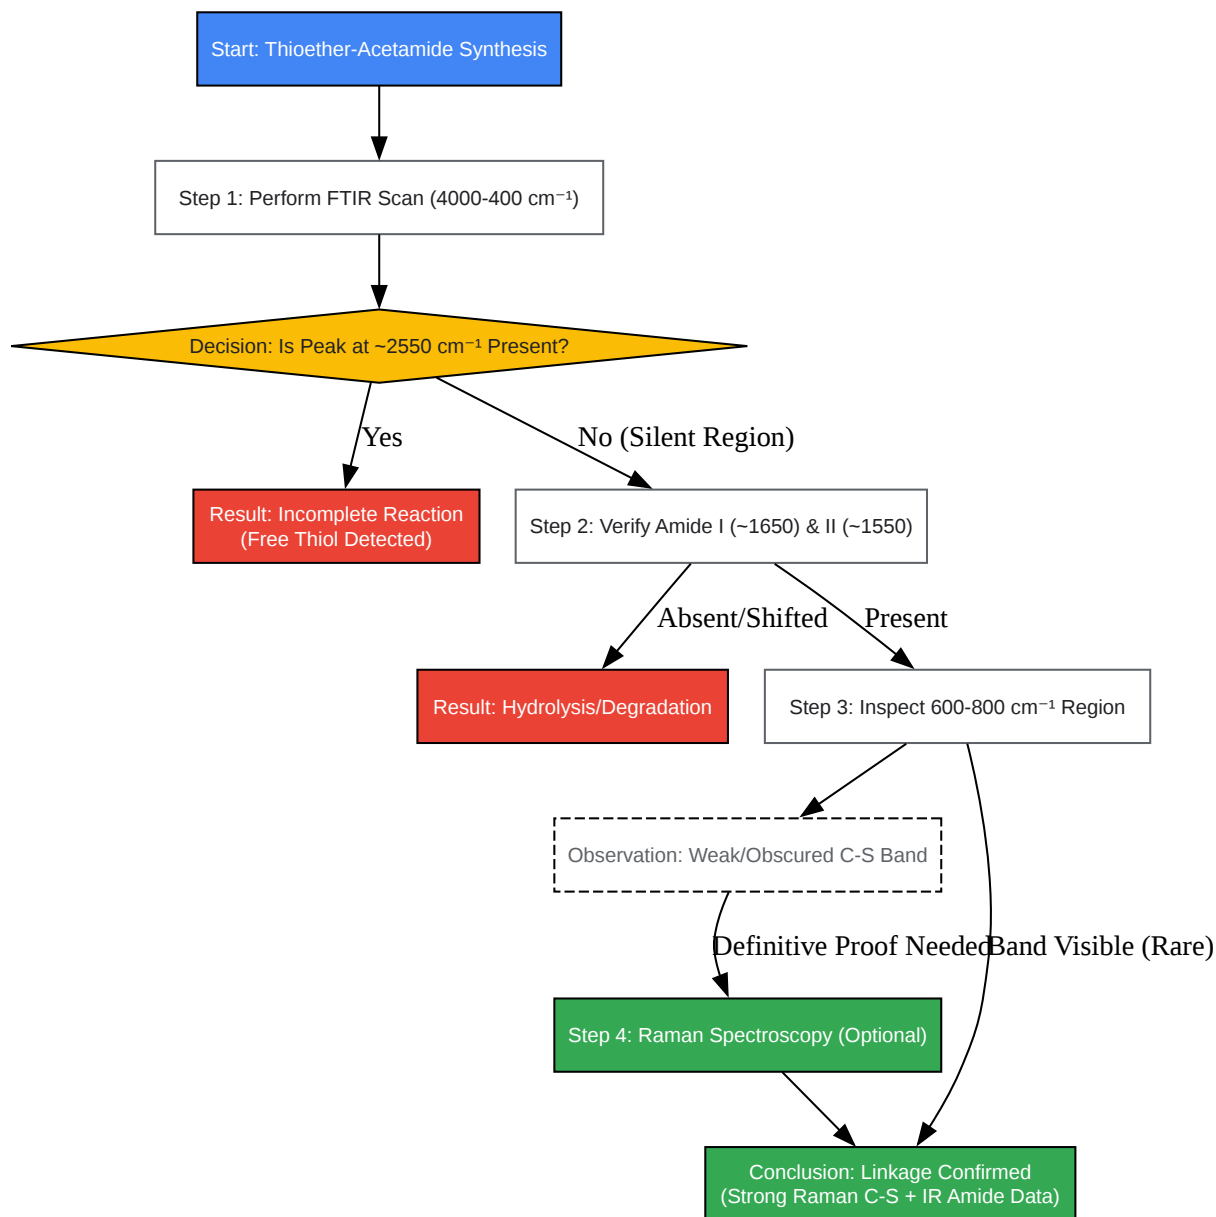 Start: Thioether-Acetamide Synthesis
Step 1: Perform FTIR Scan (4000-400 cm⁻¹)
Decision: Is Peak at ~2550 cm⁻¹ Present?
Yes
No (Silent Region)
Result: Incomplete Reaction
(Free Thiol Detected)
Step 2: Verify Amide I (~1650) & II (~1550)
Absent/Shifted
Present
Result: Hydrolysis/Degradation
Step 3: Inspect 600-800 cm⁻¹ Region
Observation: Weak/Obscured C-S Band
Definitive Proof Needed
Band Visible (Rare)
Step 4: Raman Spectroscopy (Optional)
Conclusion: Linkage Confirmed
(Strong Raman C-S + IR Amide Data)